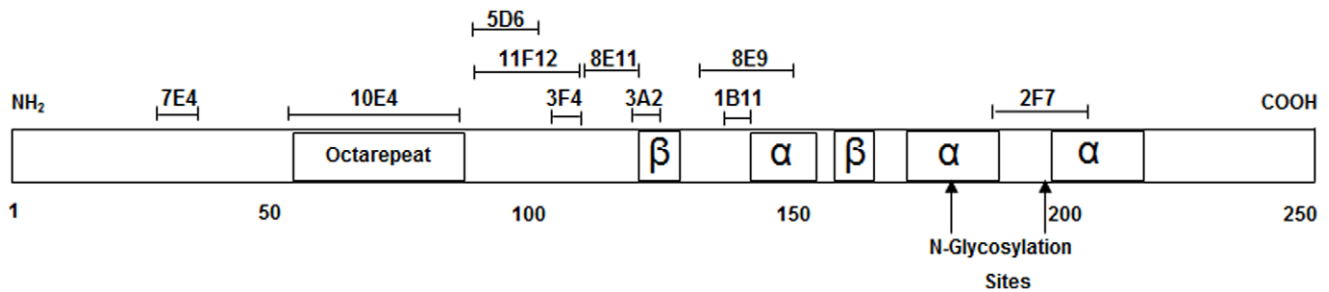 5D6
11F12 8E11 8E9
NH2 7E4 10E4 3F4 3A2 1B11 2F7 COOH
Octarepeat β α β α α
1 50 100 150 200 250
N-Glycosylation
Sites